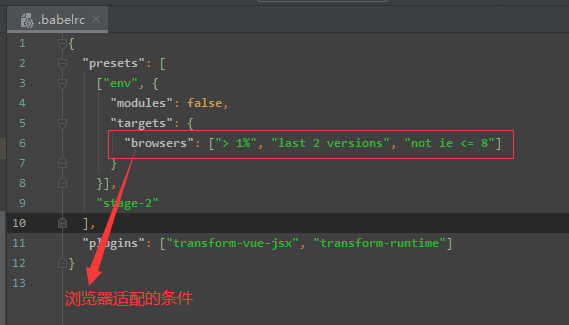 .babelrc
1 {
2 "presets": [
3 ["env", {
4 "modules": false,
5 "targets": {
6 "browsers": ["> 1%", "last 2 versions", "not ie <= 8"]
7 }
8 }],
9 "stage-2"
10 ],
11 "plugins": ["transform-vue-jsx", "transform-runtime"]
12 }
13
浏览器适配的条件